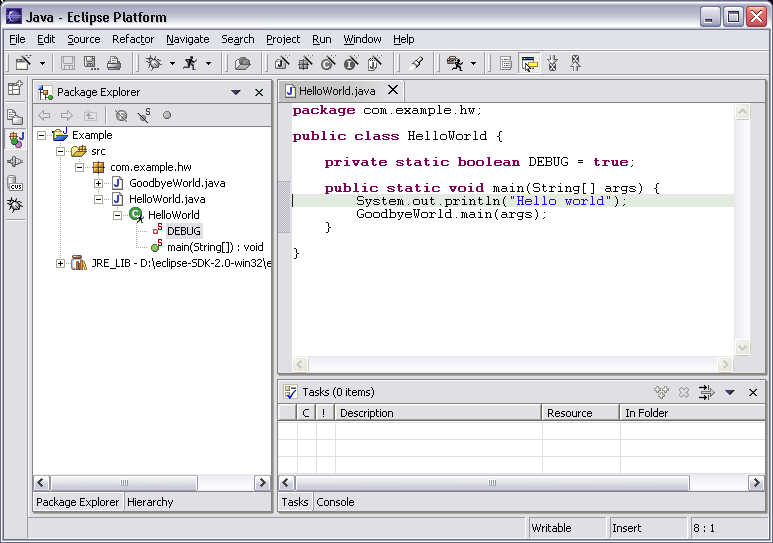 Java - Eclipse Platform
File Edit Source Refactor Navigate Search Project Run Window Help
Package Explorer
Example
src
com.example.hw
GoodbyeWorld.java
HelloWorld.java
HelloWorld
DEBUG
main(String[]) : void
JRE_LIB - D:\eclipse-SDK-2.0-win32\e
Package Explorer Hierarchy
HelloWorld.java
package com.example.hw;
public class HelloWorld {
private static boolean DEBUG = true;
public static void main(String[] args) {
System.out.println("Hello world");
GoodbyeWorld.main(args);
}
}
Tasks (0 items)
C ! Description Resource In Folder
Tasks Console
Writable Insert 8 : 1